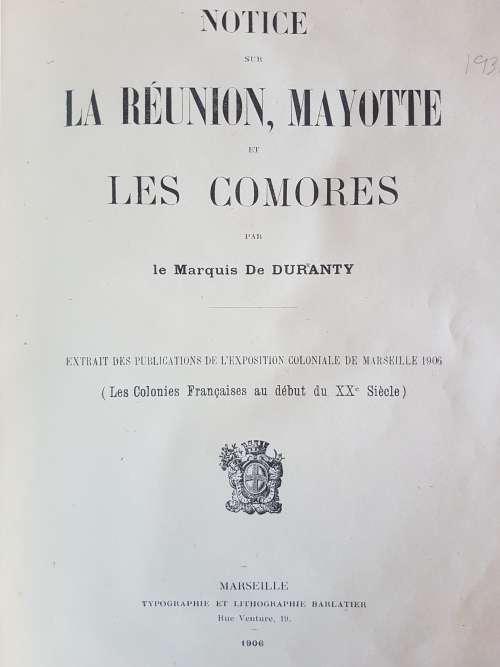 NOTICE
SUR
LA RÉUNION, MAYOTTE
ET
LES COMORES
PAR
le Marquis De DURANTY
EXTRAIT DES PUBLICATIONS DE L'EXPOSITION COLONIALE DE MARSEILLE 1906
(Les Colonies Françaises au début du XXe Siècle)
MARSEILLE
TYPOGRAPHIE ET LITHOGRAPHIE BARLATIER
Rue Venture, 19.
1906